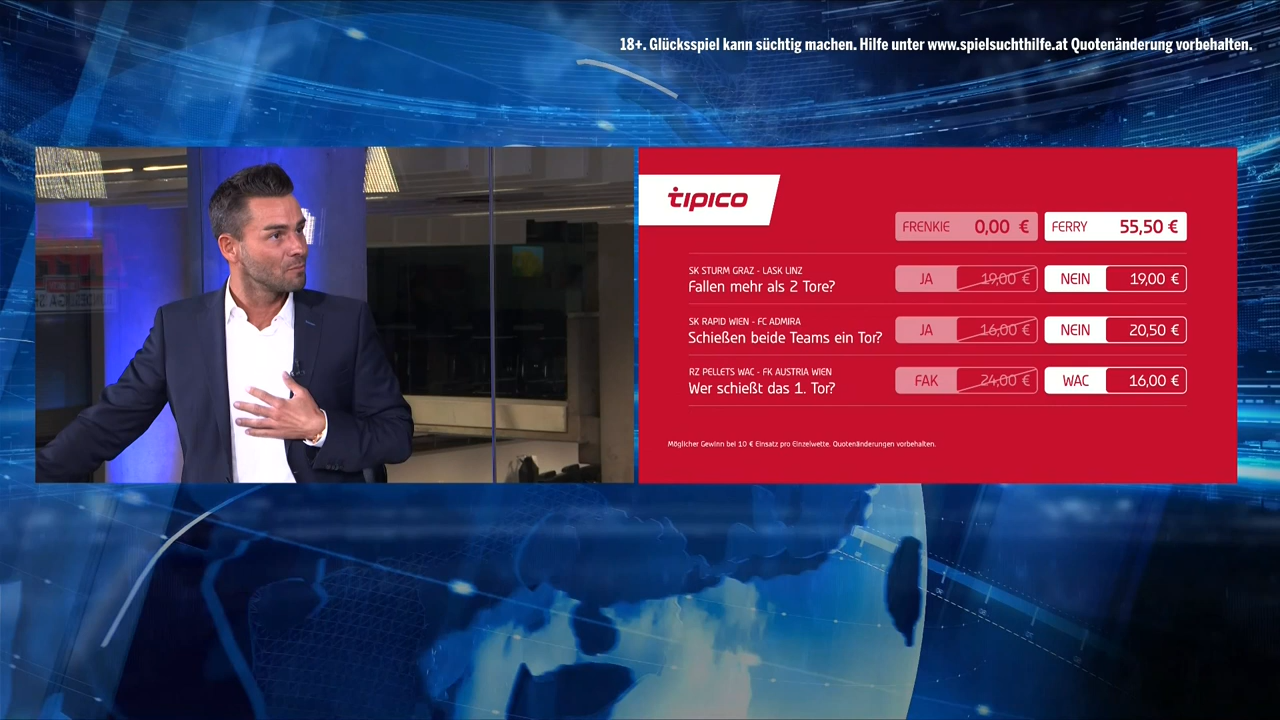 18+. Glücksspiel kann süchtig machen. Hilfe unter www.spielsuchthilfe.at Quotenänderung vorbehalten.
tipico
FRENKIE 0,00 € FERRY 55,50 €
SK STURM GRAZ - LASK LINZ
Fallen mehr als 2 Tore? JA 19,00 € NEIN 19,00 €
SK RAPID WIEN - FC ADMIRA
Schießen beide Teams ein Tor? JA 16,00 € NEIN 20,50 €
RZ PELLETS WAC - FK AUSTRIA WIEN
Wer schießt das 1. Tor? FAK 24,00 € WAC 16,00 €
Möglicher Gewinn bei 10 € Einsatz pro Einzelwette. Quotenänderungen vorbehalten.